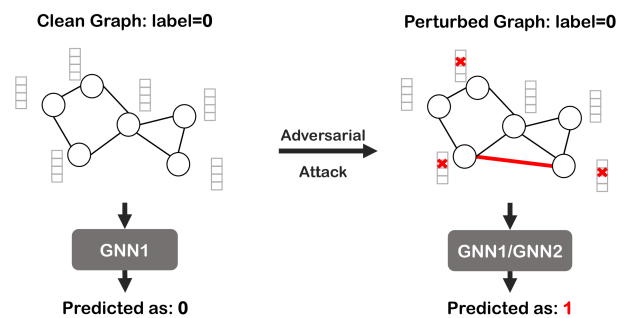 Clean Graph: label=0
Perturbed Graph: label=0
Adversarial
Attack
GNN1
GNN1/GNN2
Predicted as: 0
Predicted as: 1